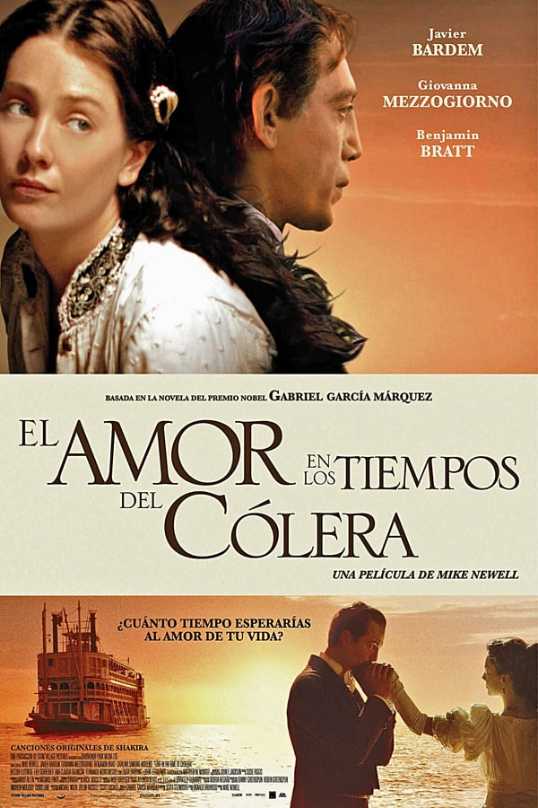 Javier
BARDEM
Giovanna
MEZZOGIORNO
Benjamin
BRATT
BASADA EN LA NOVELA DEL PREMIO NOBEL GABRIEL GARCÍA MÁRQUEZ
EL AMOR EN LOS TIEMPOS
DEL CÓLERA
UNA PELÍCULA DE MIKE NEWELL
¿CUÁNTO TIEMPO ESPERARÍAS
AL AMOR DE TU VIDA?
CANCIONES ORIGINALES DE SHAKIRA